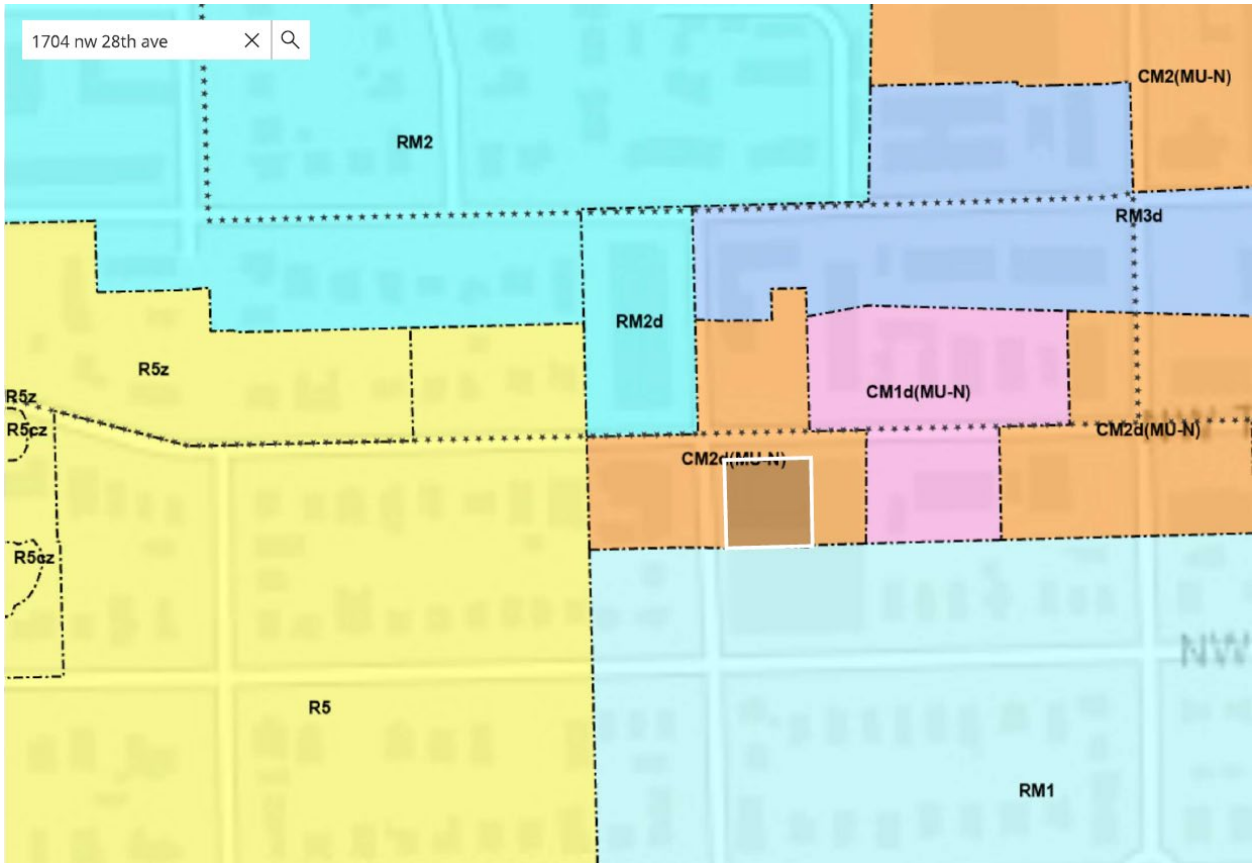 1704 nw 28th ave
CM2(MU-N)
RM2
RM3d
RM2d
R5z
CM1d(MU-N)
R5z
R5cz
CM2d(MU-N)
CM2d(MU-N)
R5cz
NW
R5
RM1